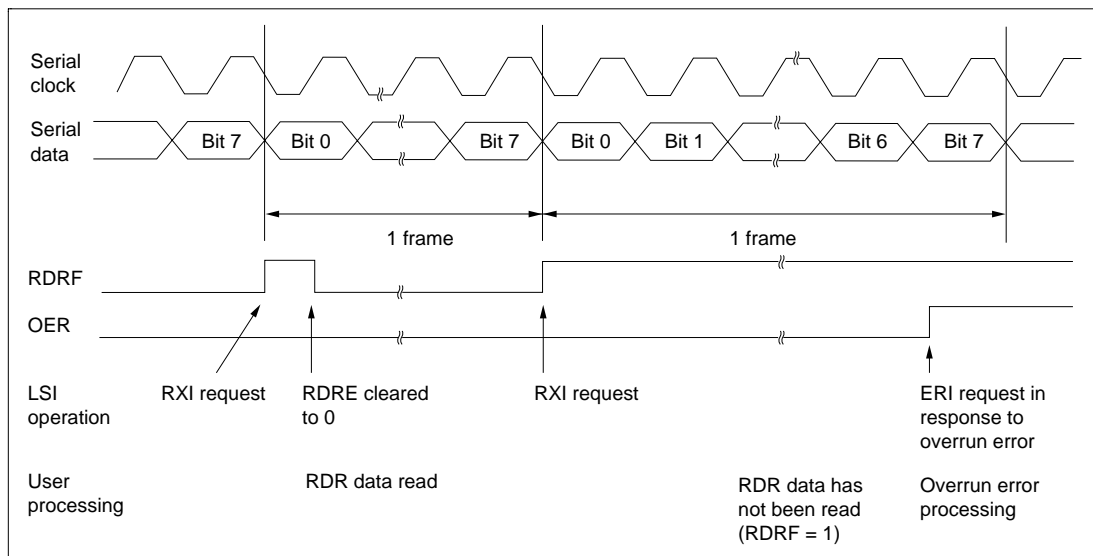 Serial
clock
Serial
data
Bit 7
Bit 0
Bit 7
Bit 0
Bit 1
Bit 6
Bit 7
1 frame
1 frame
RDRF
OER
LSI
operation
RXI request
RDRE cleared
to 0
RXI request
ERI request in
response to
overrun error
User
processing
RDR data read
RDR data has
not been read
(RDRF = 1)
Overrun error
processing